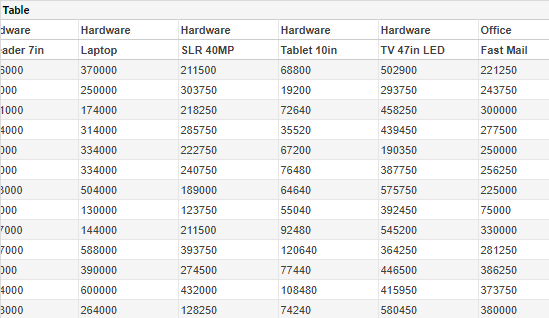 Table
dware Hardware Hardware Hardware Hardware Office
ader 7in Laptop SLR 40MP Tablet 10in TV 47in LED Fast Mail
6000 370000 211500 68800 502900 221250
000 250000 303750 19200 293750 243750
1000 174000 218250 72640 458250 300000
4000 314000 285750 35520 439450 277500
000 334000 222750 67200 190350 250000
000 334000 240750 76480 387750 256250
3000 504000 189000 64640 575750 225000
000 130000 123750 55040 392450 75000
7000 144000 211500 92480 545200 330000
7000 588000 393750 120640 364250 281250
000 390000 274500 77440 446500 386250
4000 600000 432000 108480 415950 373750
3000 264000 128250 74240 580450 380000